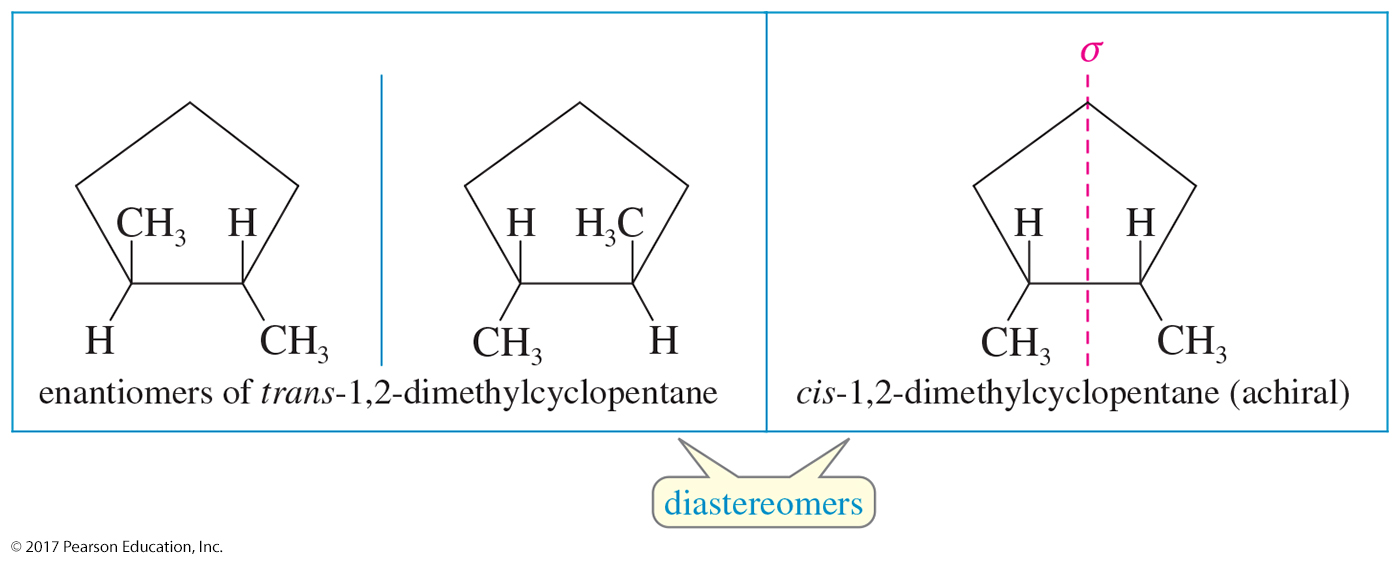 σ
CH₃ H H H₃C H H
H CH₃ CH₃ H CH₃ CH₃
enantiomers of trans-1,2-dimethylcyclopentane
cis-1,2-dimethylcyclopentane (achiral)
diastereomers
© 2017 Pearson Education, Inc.